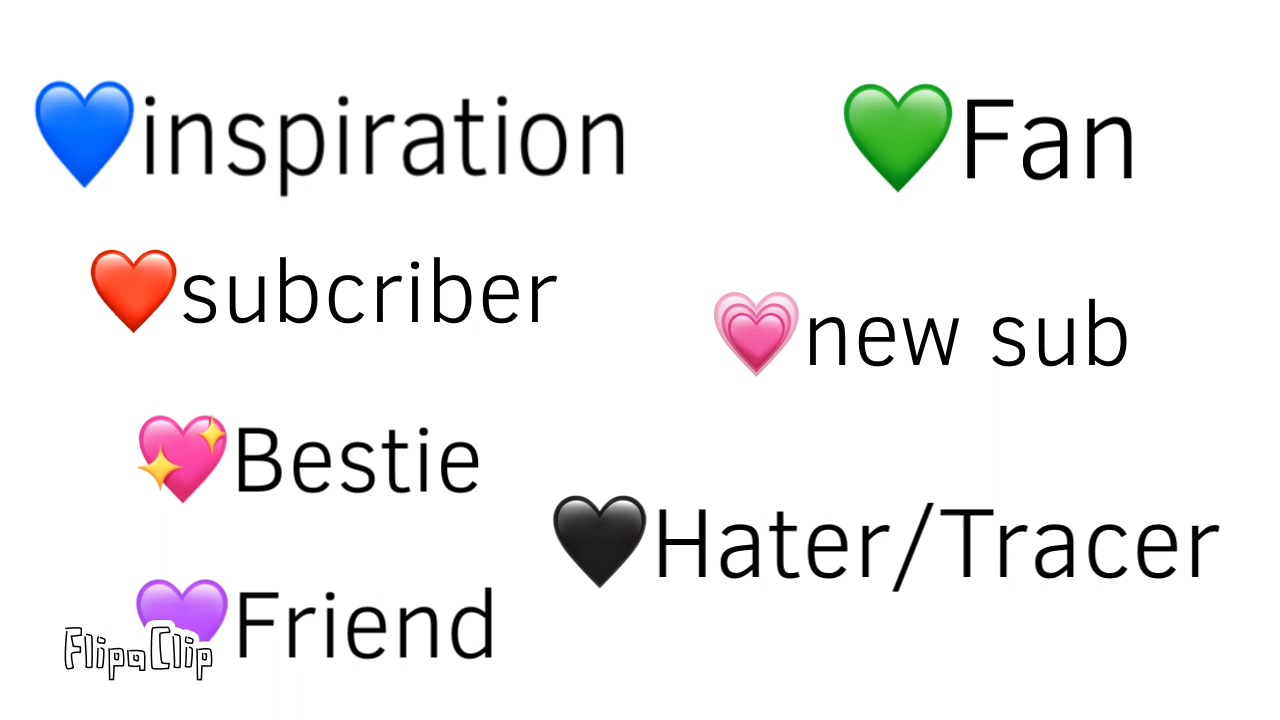 💙inspiration
💚Fan
❤️subcriber
💗new sub
💖Bestie
🖤Hater/Tracer
💜Friend
FlipaClip